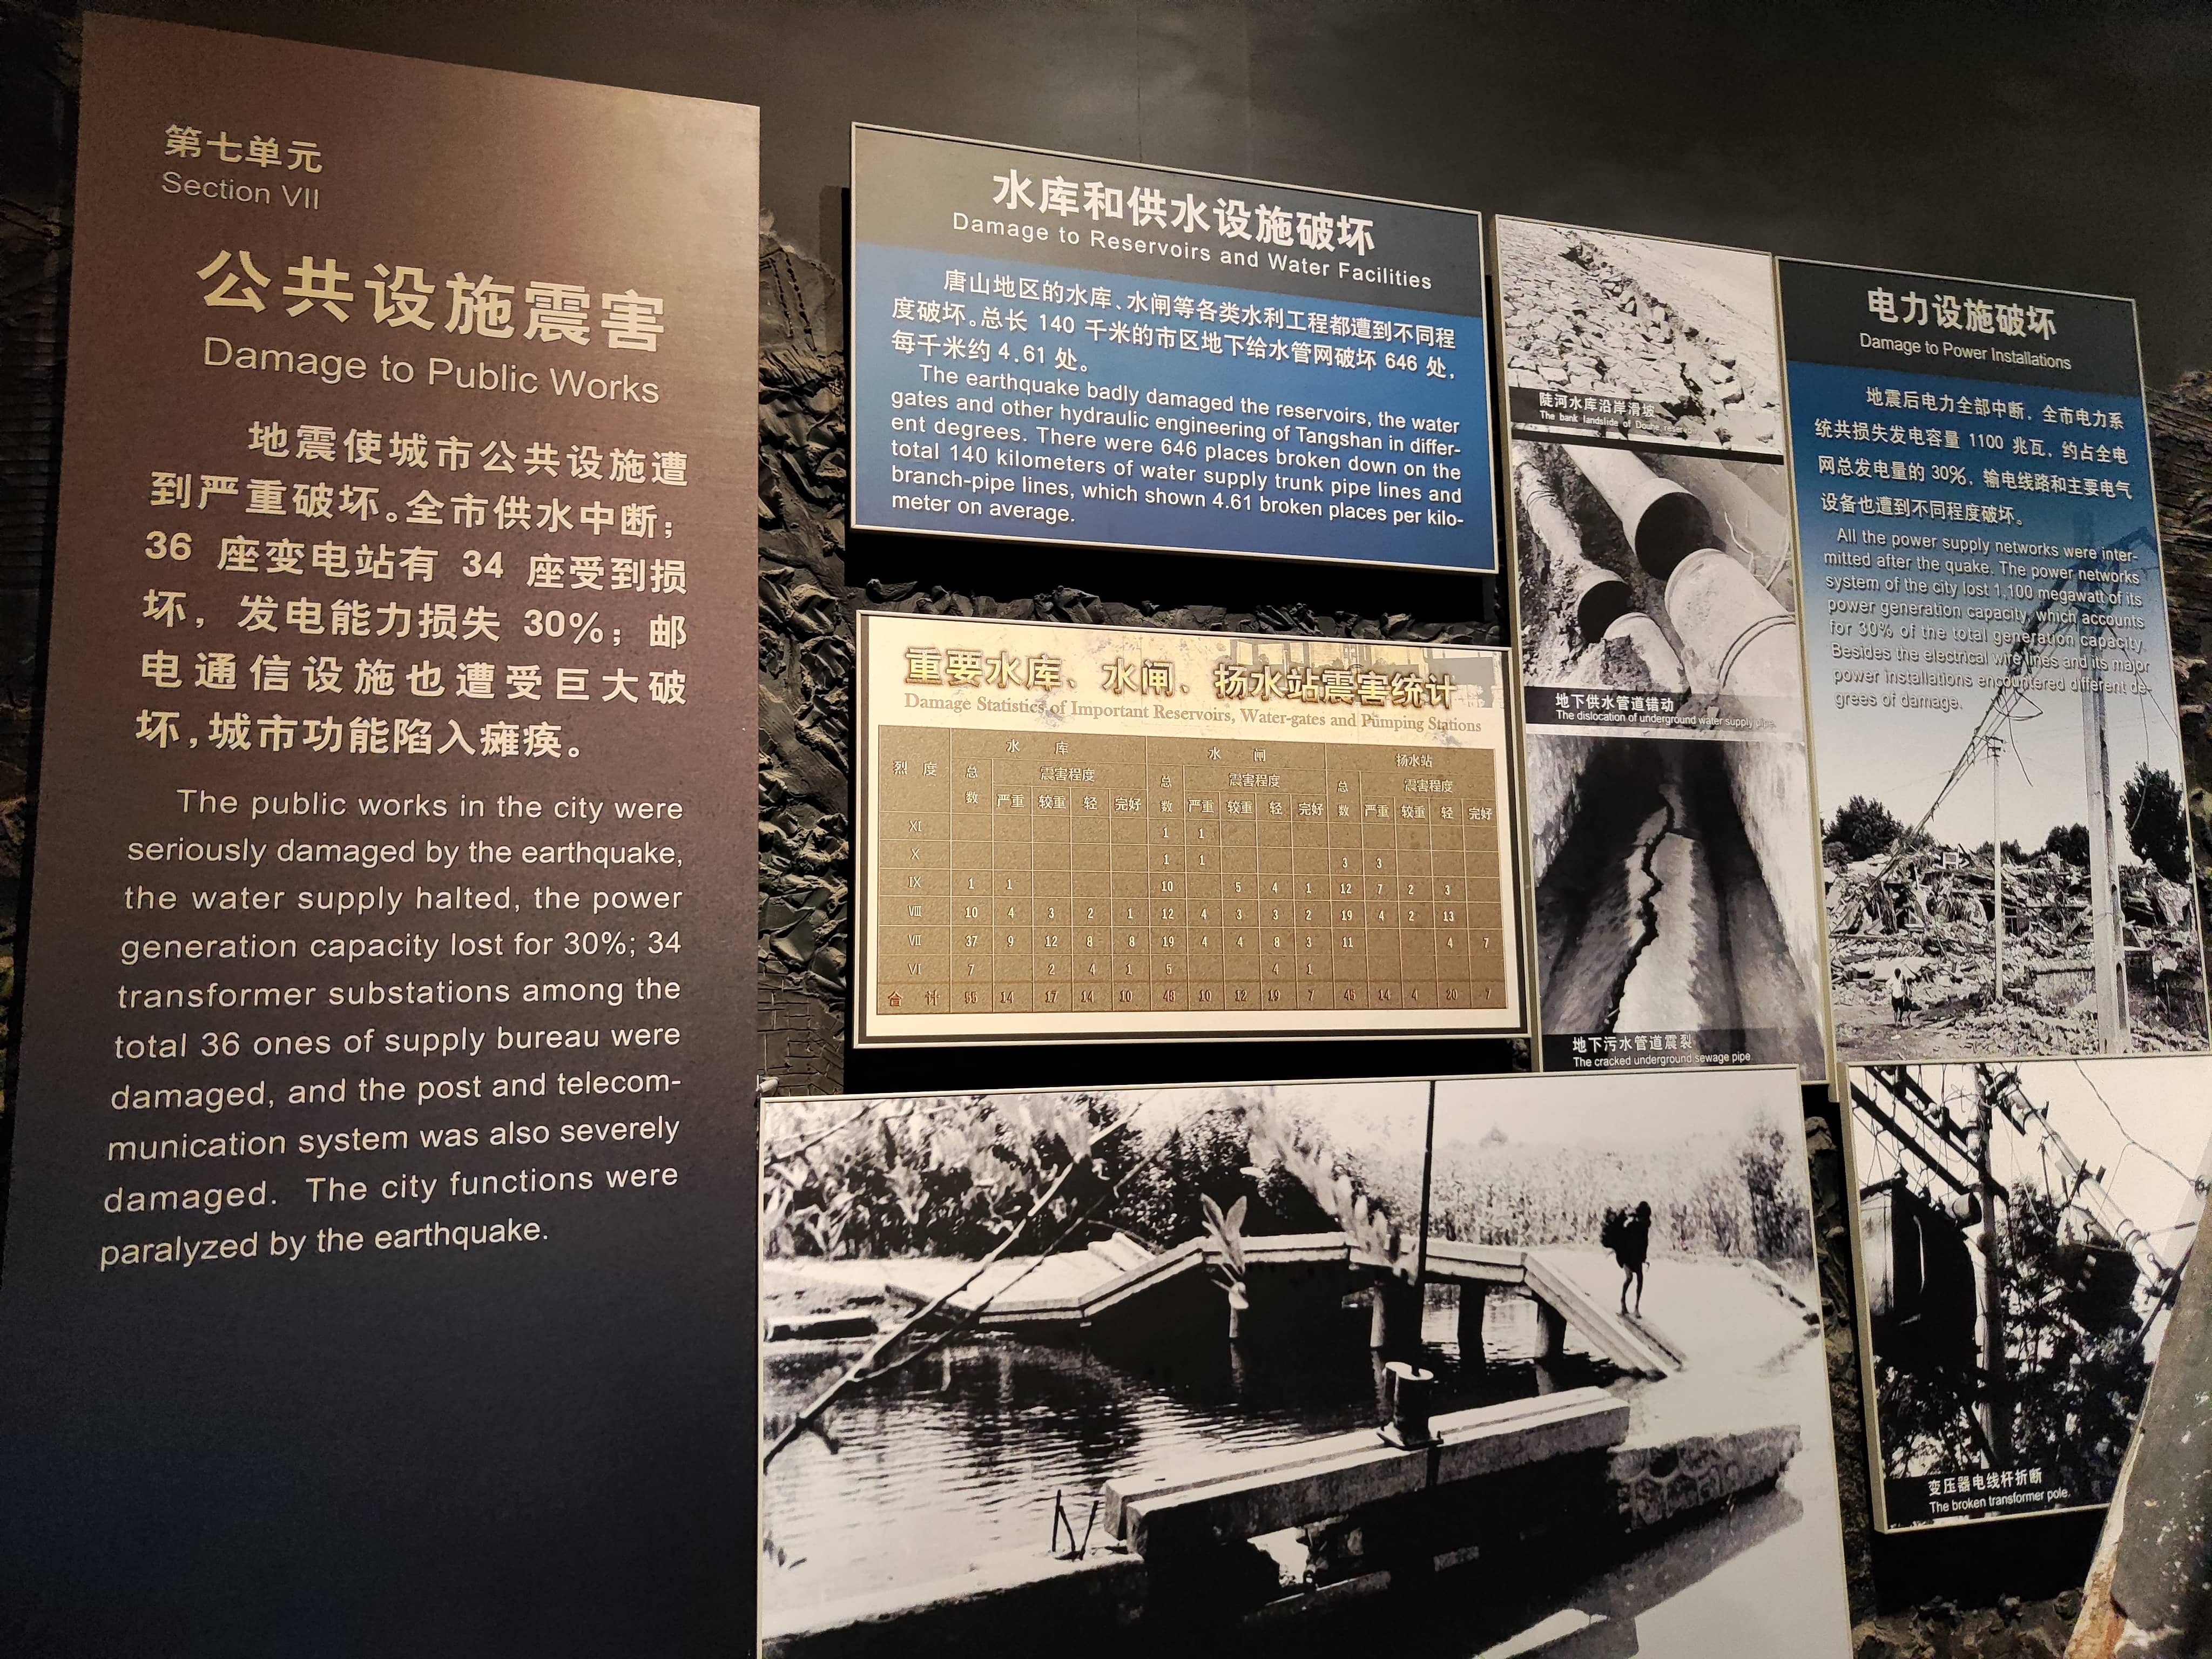 第七单元
Section VII
公共设施震害
Damage to Public Works
地震使城市公共设施遭
到严重破坏。全市供水中断；
36 座变电站有 34 座受到损
坏，发电能力损失 30%；邮
电通信设施也遭受巨大破
坏，城市功能陷入瘫痪。
The public works in the city were
seriously damaged by the earthquake,
the water supply halted, the power
generation capacity lost for 30%; 34
transformer substations among the
total 36 ones of supply bureau were
damaged, and the post and telecom-
munication system was also severely
damaged. The city functions were
paralyzed by the earthquake.
水库和供水设施破坏
Damage to Reservoirs and Water Facilities
唐山地区的水库、水闸等各类水利工程都遭到不同程
度破坏。总长 140 千米的市区地下给水管网破坏 646 处，
每千米约 4.61 处。
The earthquake badly damaged the reservoirs, the water
gates and other hydraulic engineering of Tangshan in differ-
ent degrees. There were 646 places broken down on the
total 140 kilometers of water supply trunk pipe lines and
branch-pipe lines, which shown 4.61 broken places per kilo-
meter on average.
重要水库、水闸、扬水站震害统计
Damage Statistics of Important Reservoirs, Water-gates and Pumping Stations
烈度 水库 水闸 扬水站
总数 震害程度 总数 震害程度 总数 震害程度
严重 较重 轻 完好 严重 较重 轻 完好 严重 较重 轻 完好
XI 1 1
X 1 1 3 3
IX 1 1 10 5 4 1 12 7 2 3
VIII 10 4 3 2 1 12 4 3 3 2 19 4 2 13
VII 37 9 12 8 8 19 4 4 8 3 11 4 7
VI 7 2 4 1 5 4 1
合计 55 14 17 14 10 48 10 12 19 7 45 14 4 20 7
陡河水库沿岸滑坡
The bank landslide of Douhe reservoir
地下供水管道错动
The dislocation of underground water supply pipe.
地下污水管道震裂
The cracked underground sewage pipe
电力设施破坏
Damage to Power Installations
地震后电力全部中断，全市电力系
统共损失发电容量 1100 兆瓦，约占全电
网总发电量的 30%，输电线路和主要电气
设备也遭到不同程度破坏。
All the power supply networks were inter-
mitted after the quake. The power networks
system of the city lost 1,100 megawatt of its
power generation capacity, which accounts
for 30% of the total generation capacity.
Besides the electrical wire lines and its major
power installations encountered different de-
grees of damage.
变压器电线杆折断
The broken transformer pole.